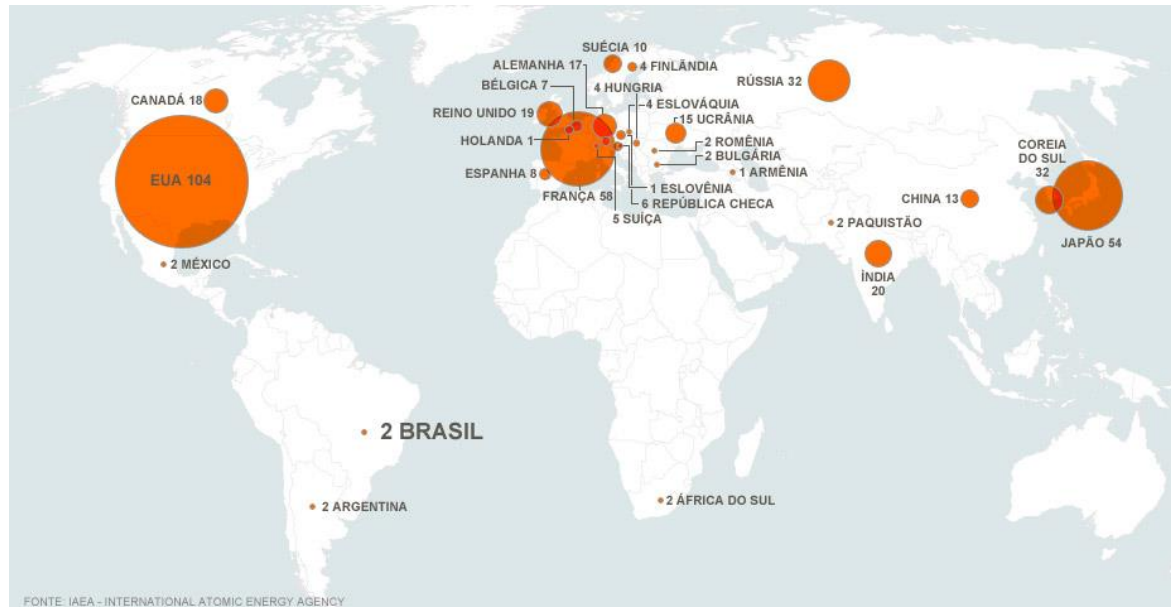 SUÉCIA 10
ALEMANHA 17
4 FINLÂNDIA
BÉLGICA 7
4 HUNGRIA
RÚSSIA 32
CANADÁ 18
REINO UNIDO 19
4 ESLOVÁQUIA
15 UCRÂNIA
HOLANDA 1
2 ROMÊNIA
2 BULGÁRIA
COREIA
DO SUL
32
EUA 104
ESPANHA 8
1 ARMÊNIA
FRANÇA 58
1 ESLOVÊNIA
6 REPÚBLICA CHECA
5 SUÍÇA
CHINA 13
2 PAQUISTÃO
JAPÃO 54
2 MÉXICO
ÍNDIA
20
2 BRASIL
2 ARGENTINA
2 ÁFRICA DO SUL
FONTE: IAEA - INTERNATIONAL ATOMIC ENERGY AGENCY